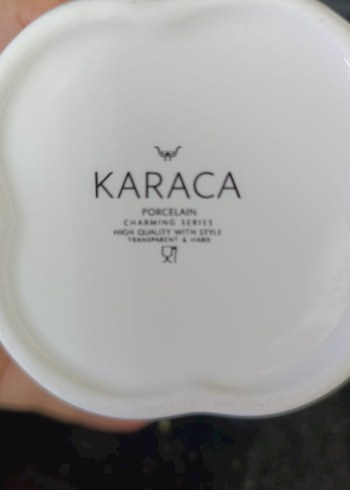 KARACA
PORCELAIN
CHARMING SERIES
HIGH QUALITY WITH STYLE
TRANSPARENT & HARD